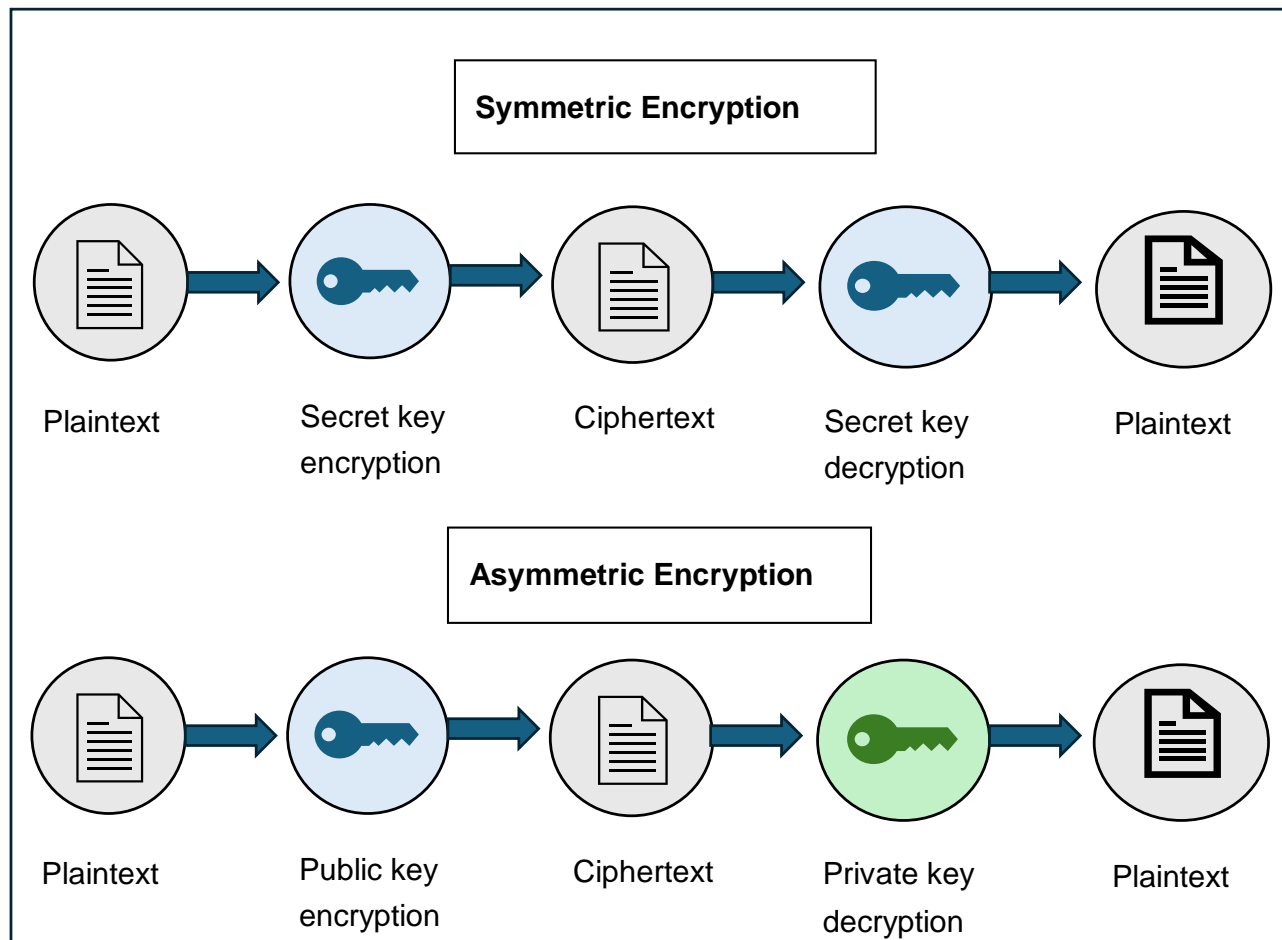 Symmetric Encryption
Plaintext
Secret key
encryption
Ciphertext
Secret key
decryption
Plaintext
Asymmetric Encryption
Plaintext
Public key
encryption
Ciphertext
Private key
decryption
Plaintext